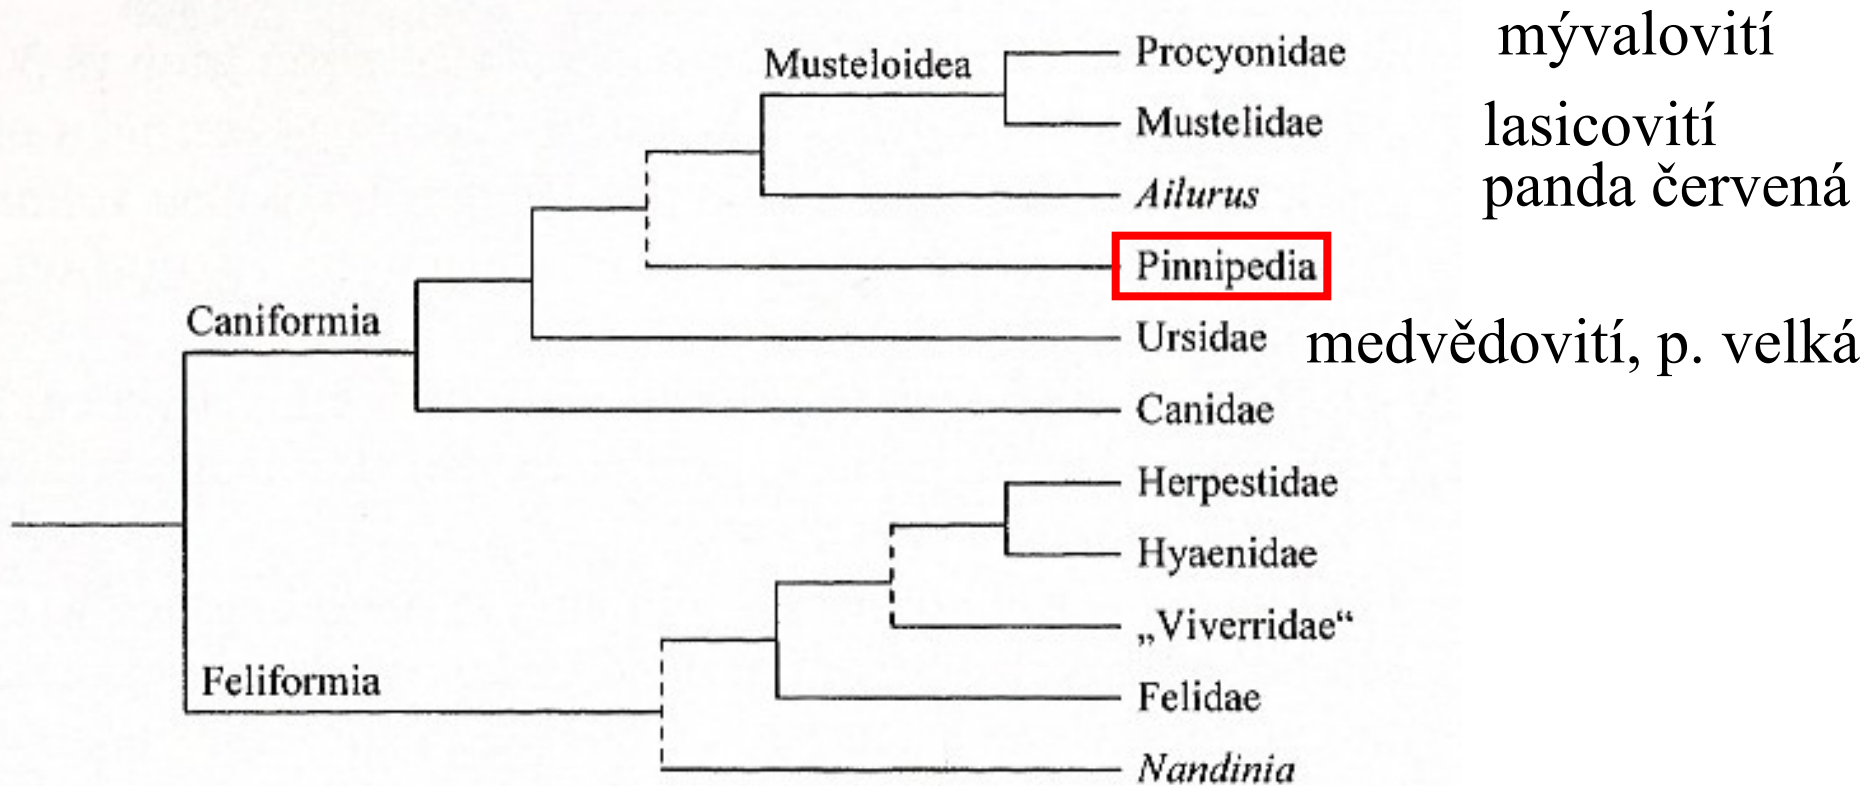 mývalovití
Musteloidea
Procyonidae
Mustelidae
lasicovití
Ailurus
panda červená
Pinnipedia
Caniformia
Ursidae
medvědovití, p. velká
Canidae
Herpestidae
Hyaenidae
„Viverridae“
Feliformia
Felidae
Nandinia